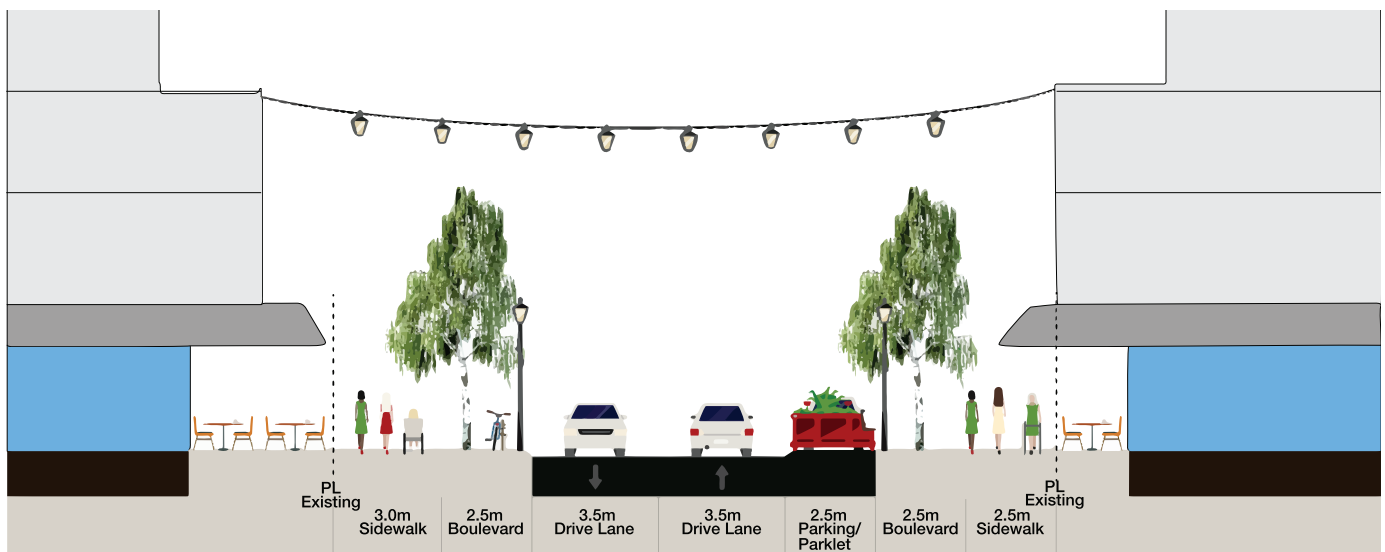 PL
Existing
3.0m
Sidewalk
2.5m
Boulevard
3.5m
Drive Lane
3.5m
Drive Lane
2.5m
Parking/
Parklet
2.5m
Boulevard
2.5m
Sidewalk
PL
Existing